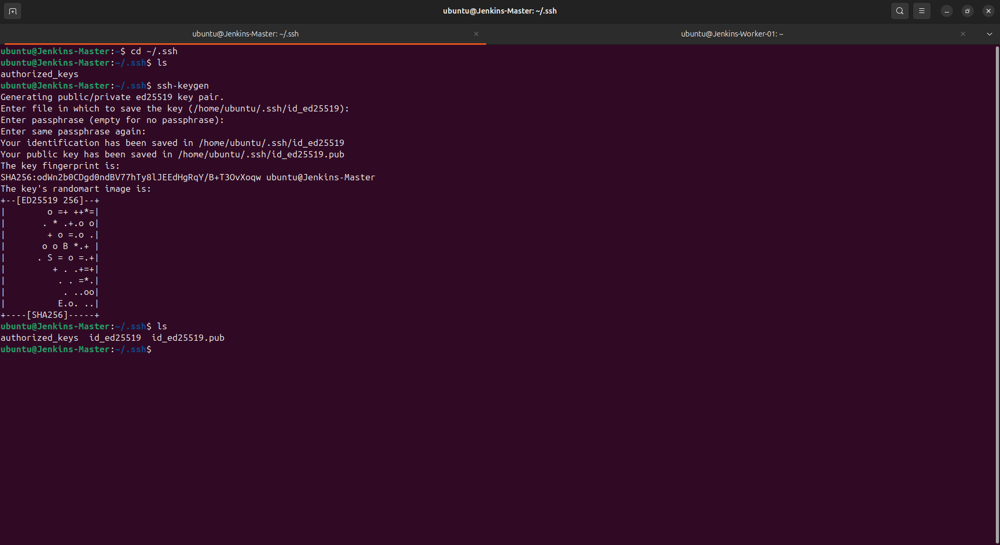 ubuntu@Jenkins-Master: ~/.ssh
ubuntu@Jenkins-Master: ~/.ssh
ubuntu@Jenkins-Worker-01: ~
ubuntu@Jenkins-Master:~$ cd ~/.ssh
ubuntu@Jenkins-Master:~/.ssh$ ls
authorized_keys
ubuntu@Jenkins-Master:~/.ssh$ ssh-keygen
Generating public/private ed25519 key pair.
Enter file in which to save the key (/home/ubuntu/.ssh/id_ed25519):
Enter passphrase (empty for no passphrase):
Enter same passphrase again:
Your identification has been saved in /home/ubuntu/.ssh/id_ed25519
Your public key has been saved in /home/ubuntu/.ssh/id_ed25519.pub
The key fingerprint is:
SHA256:odWn2b0CDgd0ndBV77hTy8lJEEdHgRqY/B+T3OvXoqw ubuntu@Jenkins-Master
The key's randomart image is:
+--[ED25519 256]--+
|        o =+ ++*=|
|       . * .+.o o|
|        + o =.o .|
|       o o B *.+ |
|      . S = o =.+|
|         + . .+=+|
|          . . =*.|
|           . ..oo|
|          E.o. ..|
+----[SHA256]-----+
ubuntu@Jenkins-Master:~/.ssh$ ls
authorized_keys  id_ed25519  id_ed25519.pub
ubuntu@Jenkins-Master:~/.ssh$